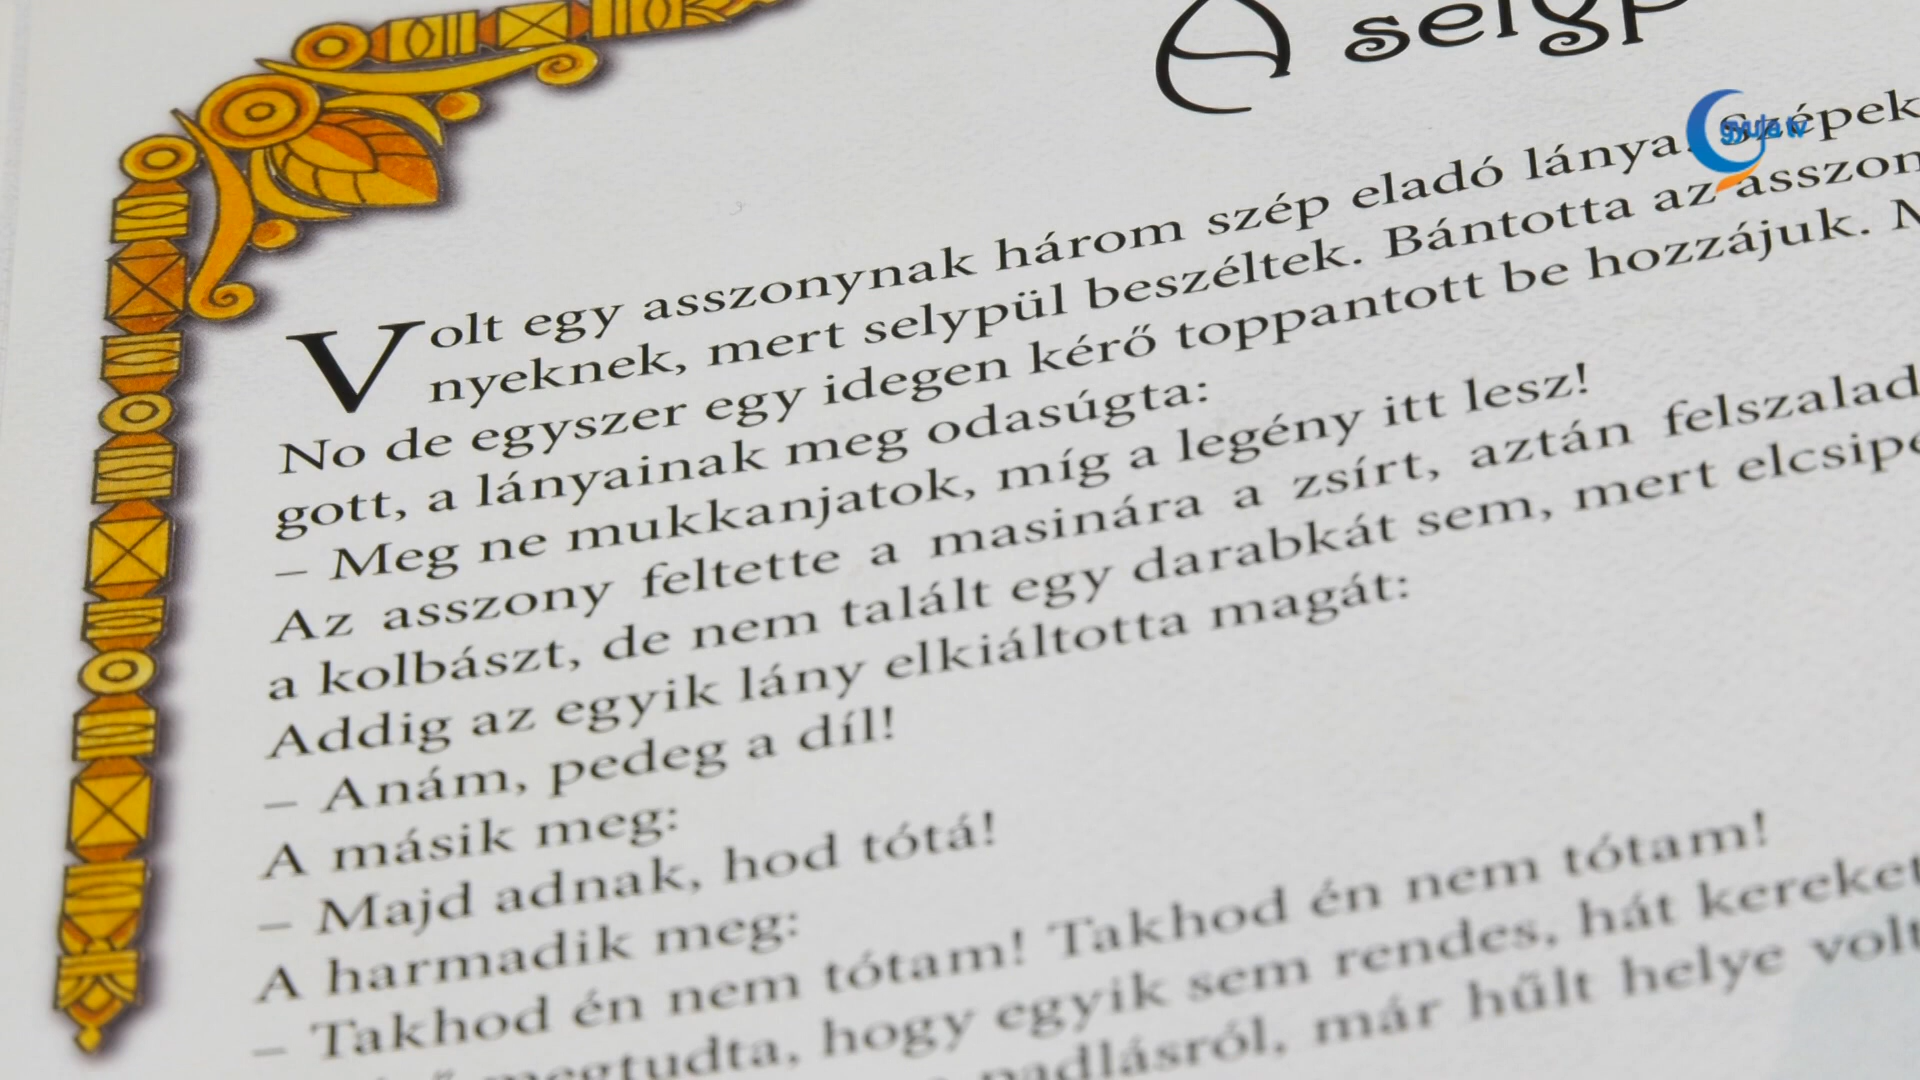 A selyp
gyula tv
Volt egy asszonynak három szép eladó lánya. Szépek
nyeknek, mert selypül beszéltek. Bántotta az asszon
No de egyszer egy idegen kérő toppantott be hozzájuk. M
gott, a lányainak meg odasúgta:
– Meg ne mukkanjatok, míg a legény itt lesz!
Az asszony feltette a masinára a zsírt, aztán felszalad
a kolbászt, de nem talált egy darabkát sem, mert elcsipe
Addig az egyik lány elkiáltotta magát:
– Anám, pedeg a díl!
A másik meg:
– Majd adnak, hod tótá!
A harmadik meg:
– Takhod én nem tótam! Takhod én nem tótam!
megtudta, hogy egyik sem rendes, hát kereket
padlásról, már hűlt helye volt